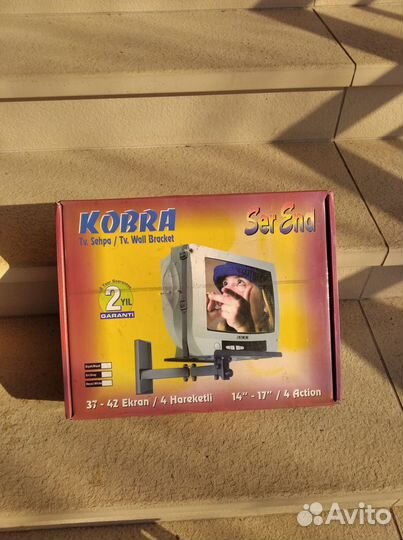 KOBRA
Tv. Sehpa / Tv. Wall Bracket
Ser End
2
YIL
GARANTİ
37 - 42 Ekran / 4 Hareketli
14" - 17" / 4 Action
Avito